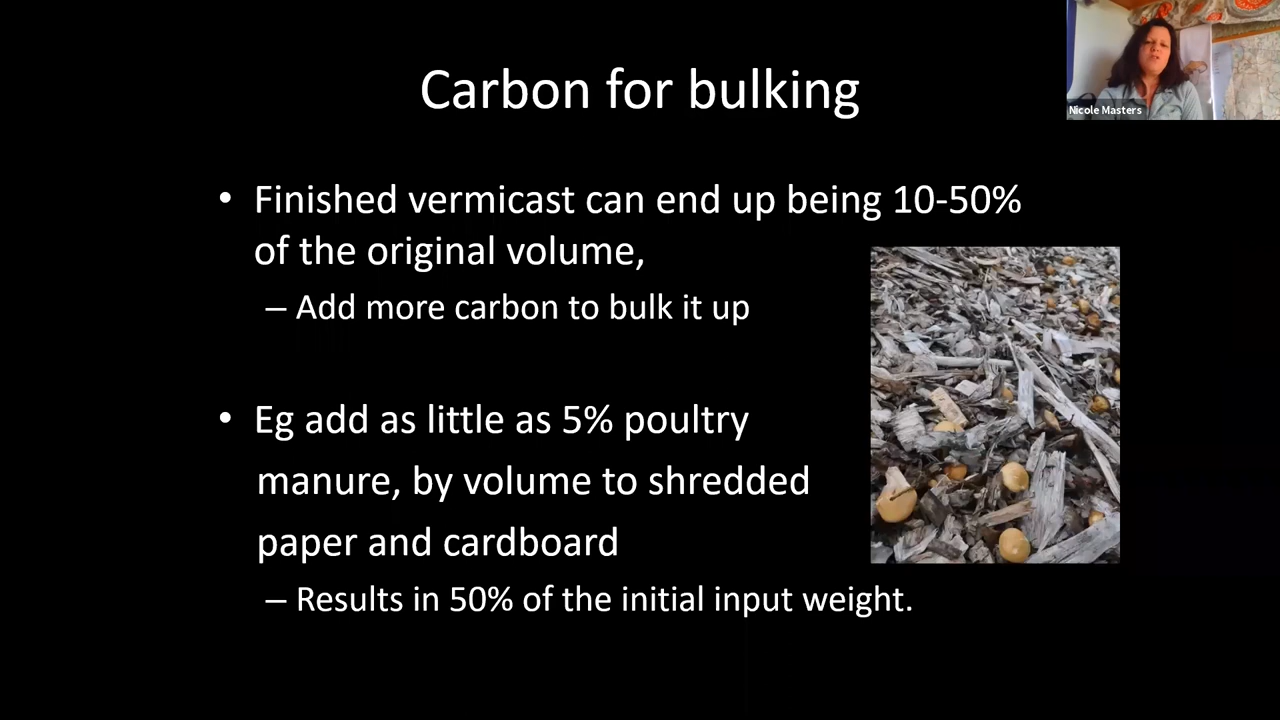 Carbon for bulking
Nicole Masters
• Finished vermicast can end up being 10-50%
of the original volume,
– Add more carbon to bulk it up
• Eg add as little as 5% poultry
manure, by volume to shredded
paper and cardboard
– Results in 50% of the initial input weight.